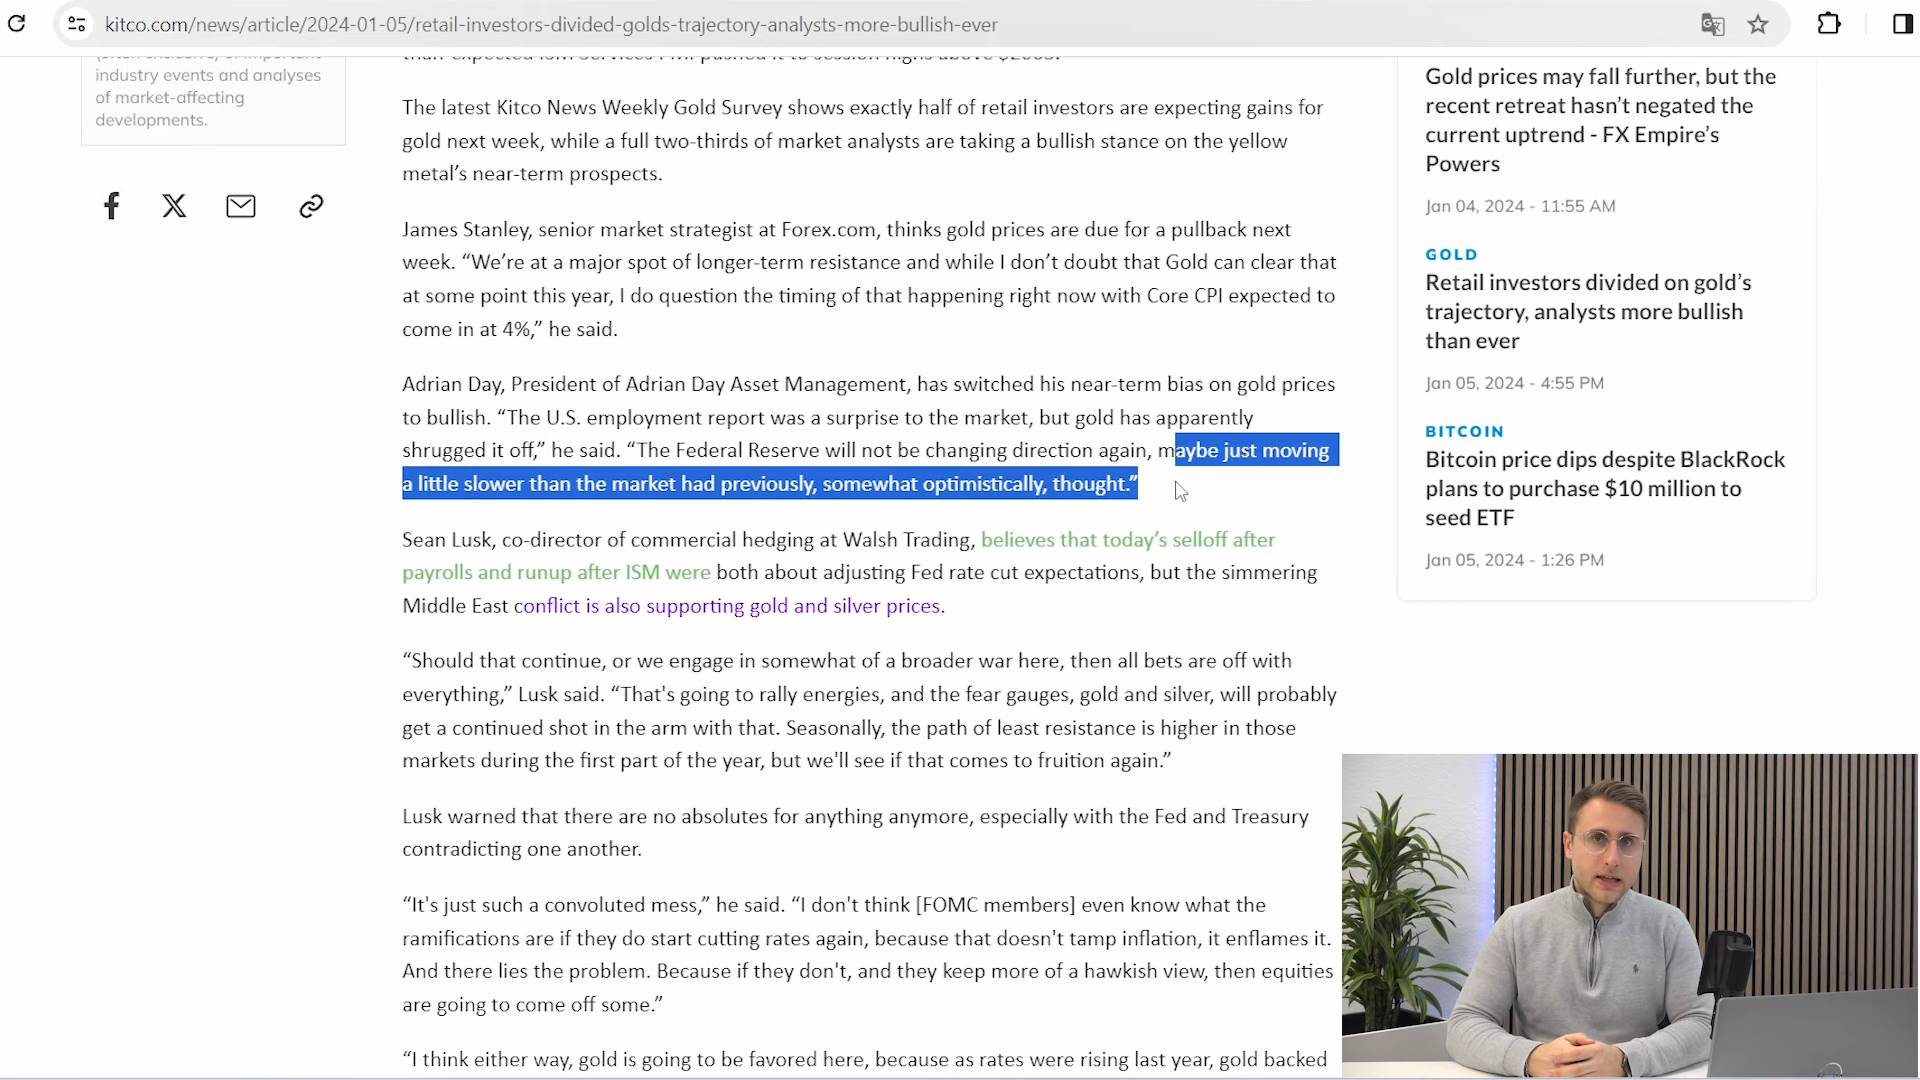 kitco.com/news/article/2024-01-05/retail-investors-divided-golds-trajectory-analysts-more-bullish-ever
industry events and analyses
of market-affecting
developments.
The latest Kitco News Weekly Gold Survey shows exactly half of retail investors are expecting gains for
gold next week, while a full two-thirds of market analysts are taking a bullish stance on the yellow
metal’s near-term prospects.
James Stanley, senior market strategist at Forex.com, thinks gold prices are due for a pullback next
week. “We’re at a major spot of longer-term resistance and while I don’t doubt that Gold can clear that
at some point this year, I do question the timing of that happening right now with Core CPI expected to
come in at 4%,” he said.
Adrian Day, President of Adrian Day Asset Management, has switched his near-term bias on gold prices
to bullish. “The U.S. employment report was a surprise to the market, but gold has apparently
shrugged it off,” he said. “The Federal Reserve will not be changing direction again, maybe just moving
a little slower than the market had previously, somewhat optimistically, thought.”
Sean Lusk, co-director of commercial hedging at Walsh Trading, believes that today’s selloff after
payrolls and runup after ISM were both about adjusting Fed rate cut expectations, but the simmering
Middle East conflict is also supporting gold and silver prices.
“Should that continue, or we engage in somewhat of a broader war here, then all bets are off with
everything,” Lusk said. “That's going to rally energies, and the fear gauges, gold and silver, will probably
get a continued shot in the arm with that. Seasonally, the path of least resistance is higher in those
markets during the first part of the year, but we'll see if that comes to fruition again.”
Lusk warned that there are no absolutes for anything anymore, especially with the Fed and Treasury
contradicting one another.
“It's just such a convoluted mess,” he said. “I don't think [FOMC members] even know what the
ramifications are if they do start cutting rates again, because that doesn't tamp inflation, it enflames it.
And there lies the problem. Because if they don't, and they keep more of a hawkish view, then equities
are going to come off some.”
“I think either way, gold is going to be favored here, because as rates were rising last year, gold backed
Gold prices may fall further, but the
recent retreat hasn’t negated the
current uptrend - FX Empire’s
Powers
Jan 04, 2024 - 11:55 AM
GOLD
Retail investors divided on gold’s
trajectory, analysts more bullish
than ever
Jan 05, 2024 - 4:55 PM
BITCOIN
Bitcoin price dips despite BlackRock
plans to purchase $10 million to
seed ETF
Jan 05, 2024 - 1:26 PM